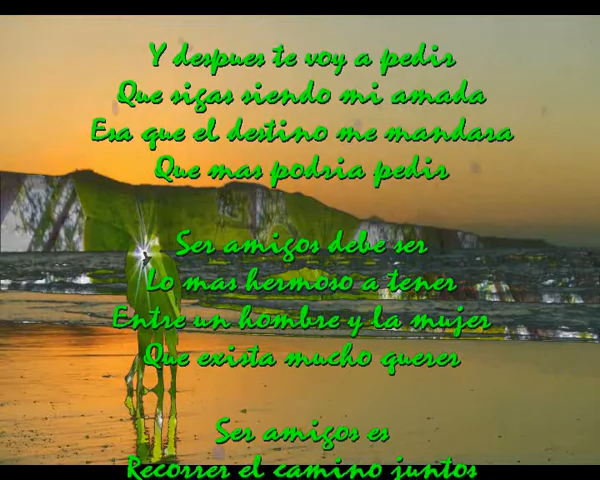 Y despues te voy a pedir
Que sigas siendo mi amada
Esa que el destino me mandara
Que mas podria pedir
Ser amigos debe ser
Lo mas hermoso a tener
Entre un hombre y la mujer
Que exista mucho querer
Ser amigos es
Recorrer el camino juntos